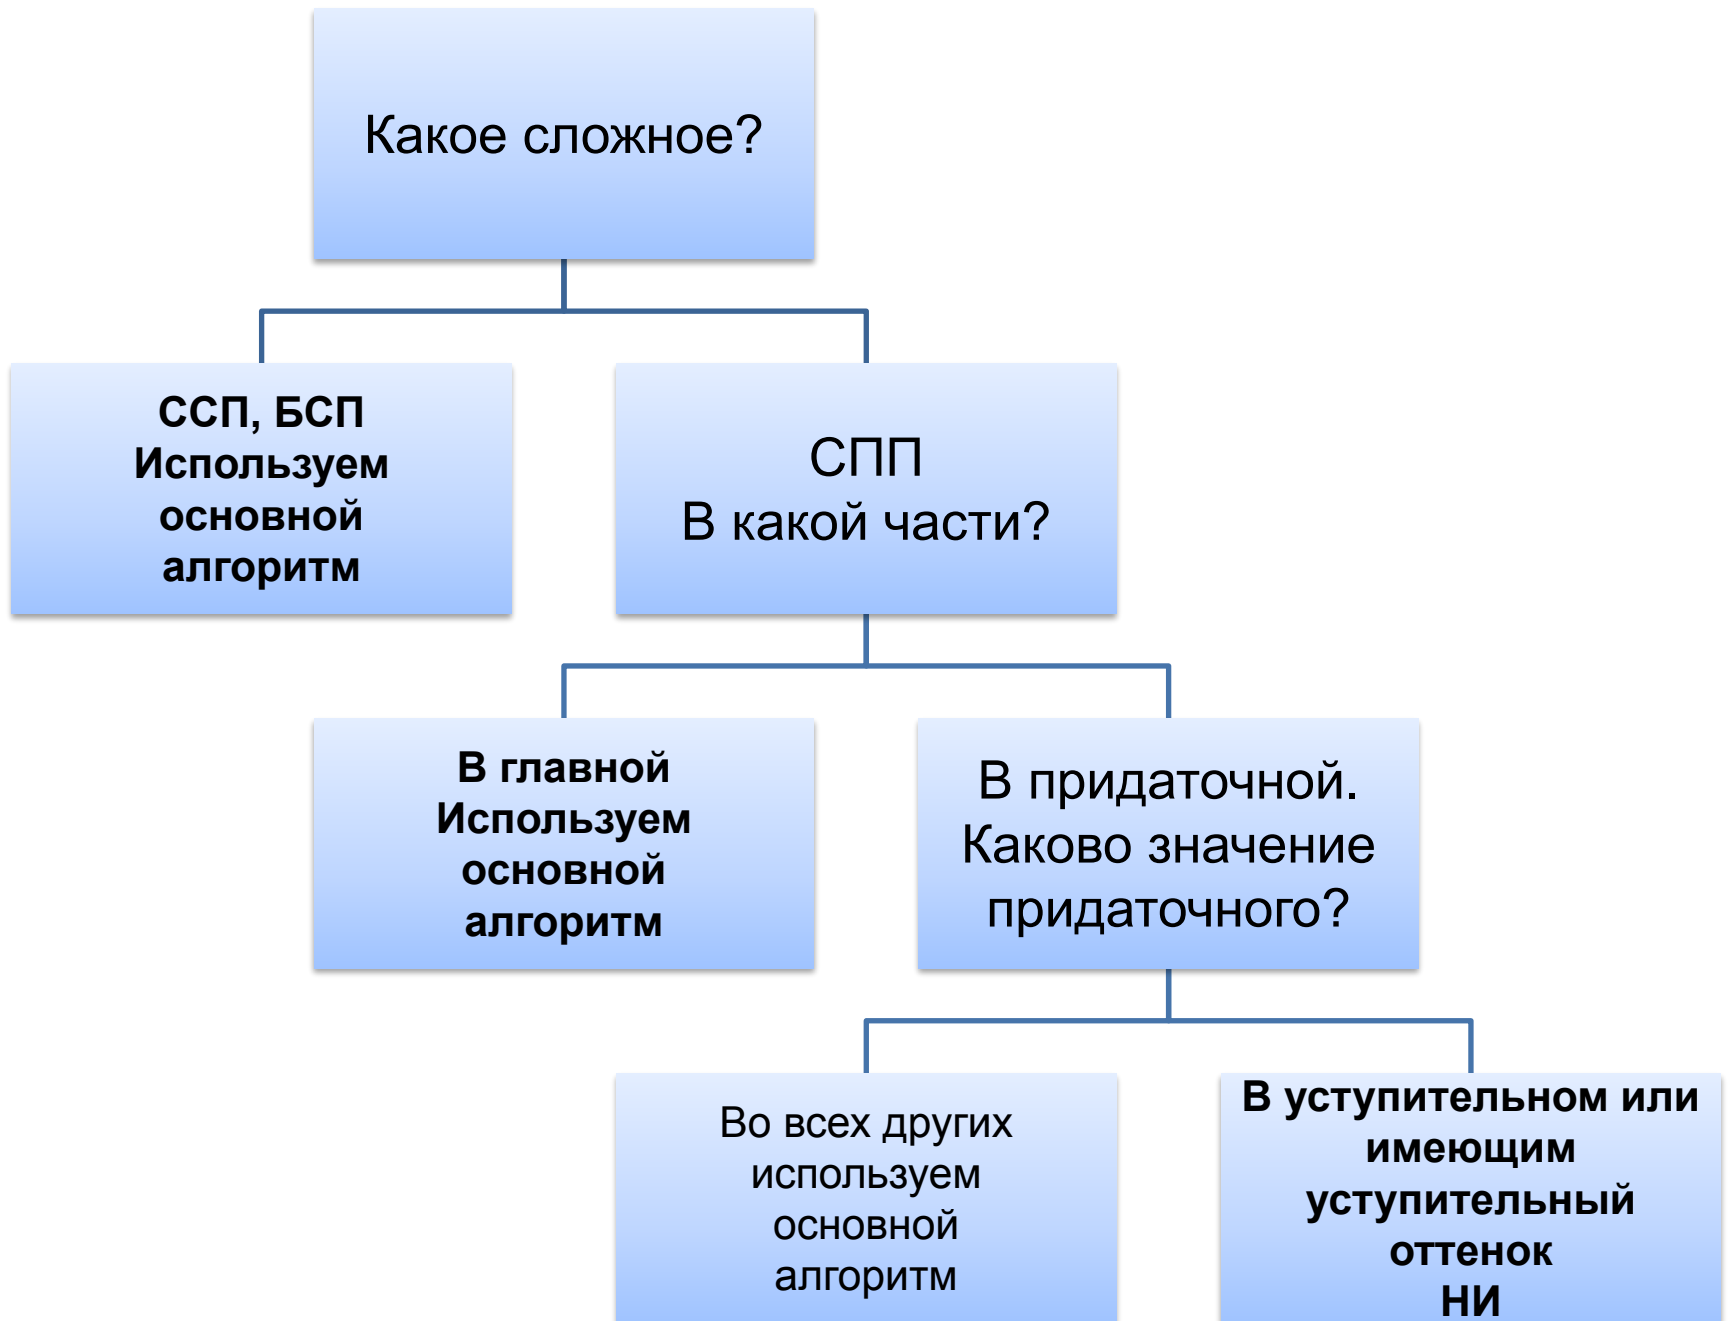 Какое сложное?
ССП, БСП
Используем
основной
алгоритм
СПП
В какой части?
В главной
Используем
основной
алгоритм
В придаточной.
Каково значение
придаточного?
Во всех других
используем
основной
алгоритм
В уступительном или
имеющим
уступительный
оттенок
НИ